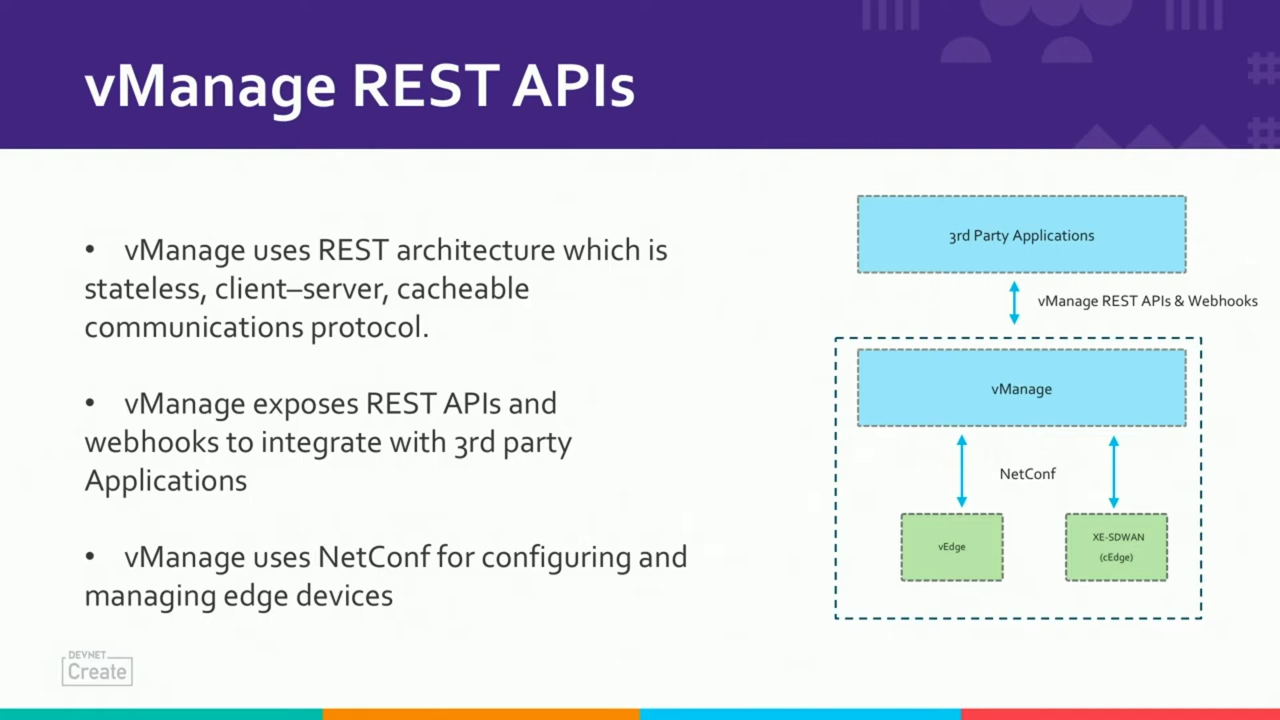 vManage REST APIs
• vManage uses REST architecture which is
stateless, client–server, cacheable
communications protocol.
• vManage exposes REST APIs and
webhooks to integrate with 3rd party
Applications
• vManage uses NetConf for configuring and
managing edge devices
3rd Party Applications
vManage REST APIs & Webhooks
vManage
NetConf
vEdge
XE-SDWAN
(cEdge)
DEVNET
Create